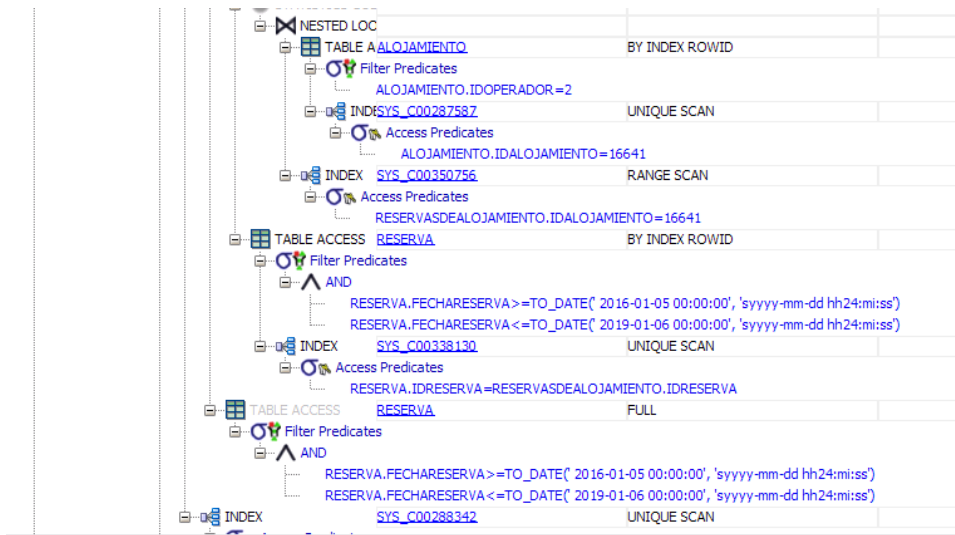 NESTED LOO
TABLE A ALOJAMIENTO BY INDEX ROWID
Filter Predicates
ALOJAMIENTO.IDOPERADOR=2
INDE SYS_C00287587 UNIQUE SCAN
Access Predicates
ALOJAMIENTO.IDALOJAMIENTO=16641
INDEX SYS_C00350756 RANGE SCAN
Access Predicates
RESERVASDEALOJAMIENTO.IDALOJAMIENTO=16641
TABLE ACCESS RESERVA BY INDEX ROWID
Filter Predicates
AND
RESERVA.FECHARESERVA>=TO_DATE(' 2016-01-05 00:00:00', 'syyyy-mm-dd hh24:mi:ss')
RESERVA.FECHARESERVA<=TO_DATE(' 2019-01-06 00:00:00', 'syyyy-mm-dd hh24:mi:ss')
INDEX SYS_C00338130 UNIQUE SCAN
Access Predicates
RESERVA.IDRESERVA=RESERVASDEALOJAMIENTO.IDRESERVA
TABLE ACCESS RESERVA FULL
Filter Predicates
AND
RESERVA.FECHARESERVA>=TO_DATE(' 2016-01-05 00:00:00', 'syyyy-mm-dd hh24:mi:ss')
RESERVA.FECHARESERVA<=TO_DATE(' 2019-01-06 00:00:00', 'syyyy-mm-dd hh24:mi:ss')
INDEX SYS_C00288342 UNIQUE SCAN